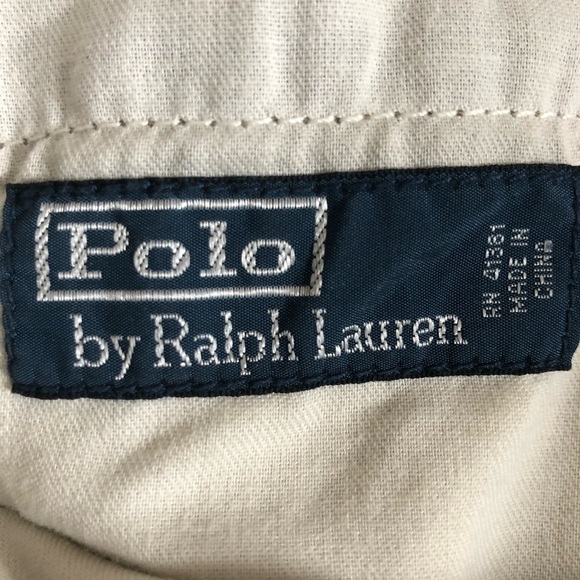 Polo
by Ralph Lauren
RN 41381
MADE IN
CHINA